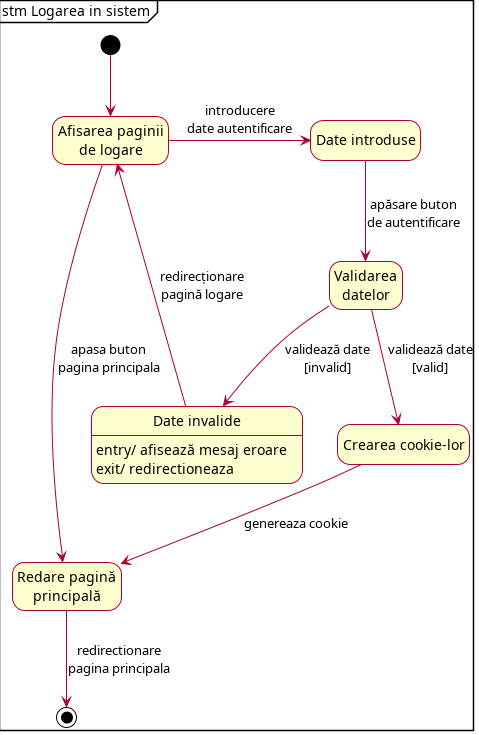 stm Logarea in sistem
Afisarea paginii
de logare
introducere
date autentificare
Date introduse
apăsare buton
de autentificare
Validarea
datelor
redirecționare
pagină logare
apasa buton
pagina principala
validează date
[invalid]
validează date
[valid]
Date invalide
entry/ afisează mesaj eroare
exit/ redirectioneaza
Crearea cookie-lor
genereaza cookie
Redare pagină
principală
redirectionare
pagina principala